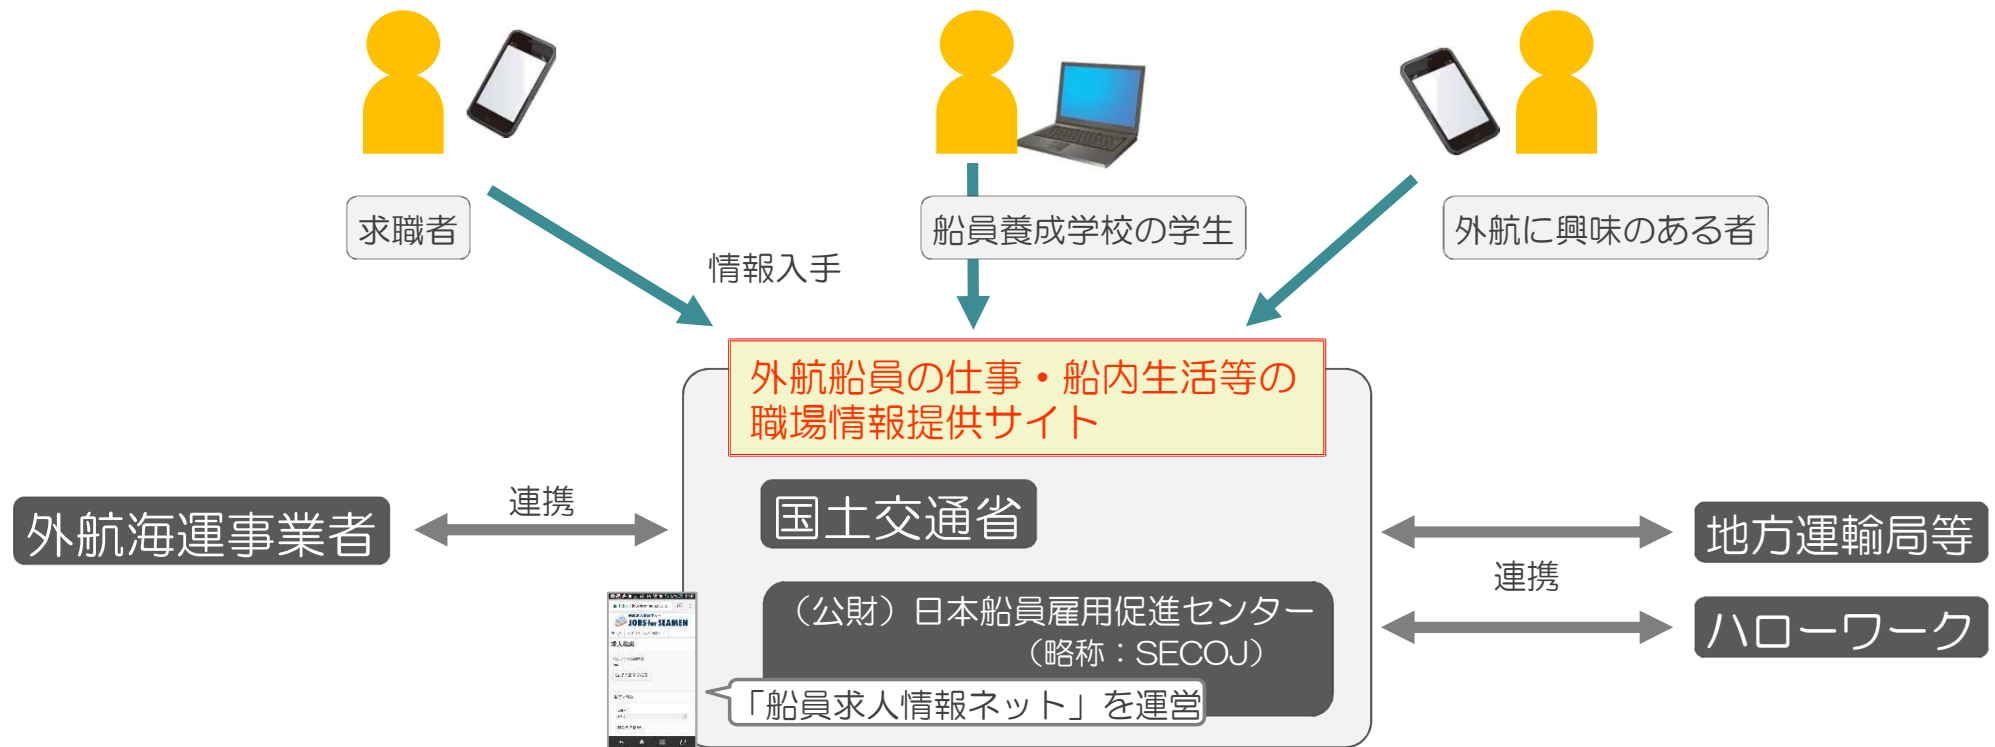 求職者
船員養成学校の学生
外航に興味のある者
情報入手
外航船員の仕事・船内生活等の
職場情報提供サイト
外航海運事業者
連携
国土交通省
地方運輸局等
連携
ハローワーク
（公財）日本船員雇用促進センター
（略称：SECOJ）
「船員求人情報ネット」を運営
JOBS for SEAMEN